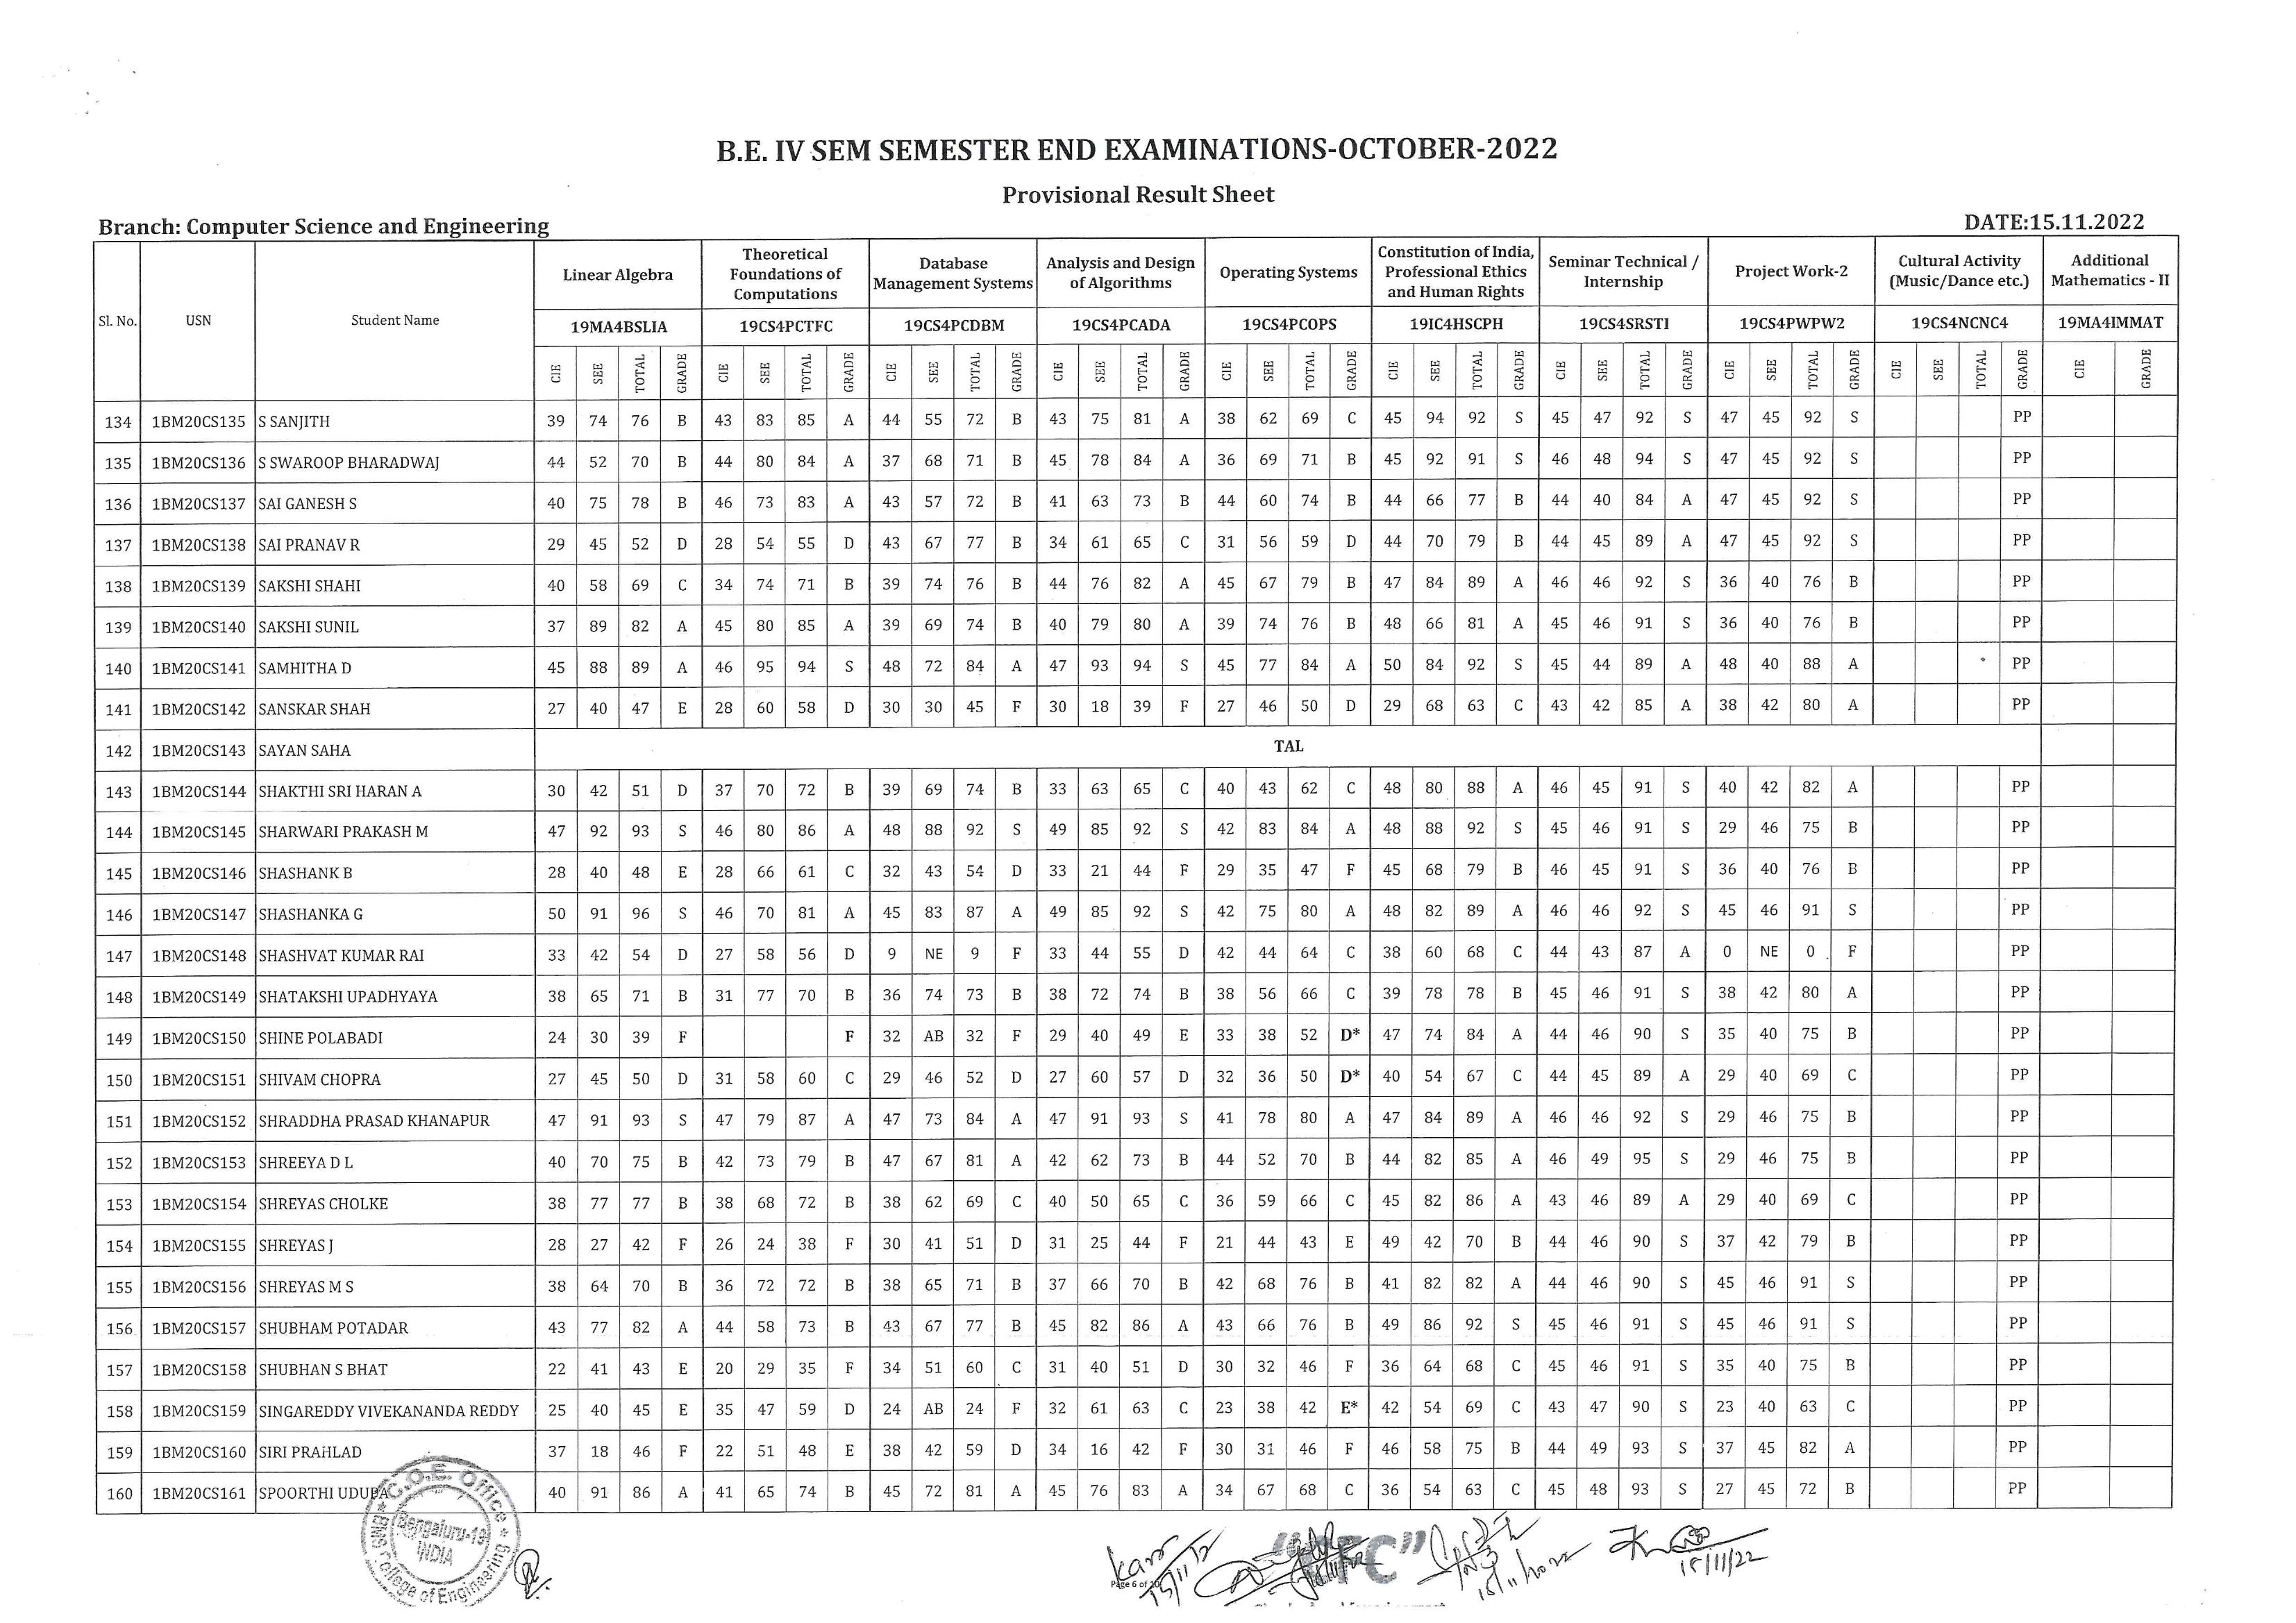 B.E. IV SEM SEMESTER END EXAMINATIONS-OCTOBER-2022
Provisional Result Sheet
Branch: Computer Science and Engineering DATE:15.11.2022
Sl. No. USN Student Name Linear Algebra Theoretical Foundations of Computations Database Management Systems Analysis and Design of Algorithms Operating Systems Constitution of India, Professional Ethics and Human Rights Seminar Technical / Internship Project Work-2 Cultural Activity (Music/Dance etc.) Additional Mathematics - II
19MA4BSLIA 19CS4PCTFC 19CS4PCDBM 19CS4PCADA 19CS4PCOPS 19IC4HSCPH 19CS4SRSTI 19CS4PWPW2 19CS4NCNC4 19MA4IMMAT
CIE SEE TOTAL GRADE CIE SEE TOTAL GRADE CIE SEE TOTAL GRADE CIE SEE TOTAL GRADE CIE SEE TOTAL GRADE CIE SEE TOTAL GRADE CIE SEE TOTAL GRADE CIE SEE TOTAL GRADE CIE SEE TOTAL GRADE CIE GRADE
134 1BM20CS135 S SANJITH 39 74 76 B 43 83 85 A 44 55 72 B 43 75 81 A 38 62 69 C 45 94 92 S 45 47 92 S 47 45 92 S PP
135 1BM20CS136 S SWAROOP BHARADWAJ 44 52 70 B 44 80 84 A 37 68 71 B 45 78 84 A 36 69 71 B 45 92 91 S 46 48 94 S 47 45 92 S PP
136 1BM20CS137 SAI GANESH S 40 75 78 B 46 73 83 A 43 57 72 B 41 63 73 B 44 60 74 B 44 66 77 B 44 40 84 A 47 45 92 S PP
137 1BM20CS138 SAI PRANAV R 29 45 52 D 28 54 55 D 43 67 77 B 34 61 65 C 31 56 59 D 44 70 79 B 44 45 89 A 47 45 92 S PP
138 1BM20CS139 SAKSHI SHAHI 40 58 69 C 34 74 71 B 39 74 76 B 44 76 82 A 45 67 79 B 47 84 89 A 46 46 92 S 36 40 76 B PP
139 1BM20CS140 SAKSHI SUNIL 37 89 82 A 45 80 85 A 39 69 74 B 40 79 80 A 39 74 76 B 48 66 81 A 45 46 91 S 36 40 76 B PP
140 1BM20CS141 SAMHITHA D 45 88 89 A 46 95 94 S 48 72 84 A 47 93 94 S 45 77 84 A 50 84 92 S 45 44 89 A 48 40 88 A PP
141 1BM20CS142 SANSKAR SHAH 27 40 47 E 28 60 58 D 30 30 45 F 30 18 39 F 27 46 50 D 29 68 63 C 43 42 85 A 38 42 80 A PP
142 1BM20CS143 SAYAN SAHA TAL
143 1BM20CS144 SHAKTHI SRI HARAN A 30 42 51 D 37 70 72 B 39 69 74 B 33 63 65 C 40 43 62 C 48 80 88 A 46 45 91 S 40 42 82 A PP
144 1BM20CS145 SHARWARI PRAKASH M 47 92 93 S 46 80 86 A 48 88 92 S 49 85 92 S 42 83 84 A 48 88 92 S 45 46 91 S 29 46 75 B PP
145 1BM20CS146 SHASHANK B 28 40 48 E 28 66 61 C 32 43 54 D 33 21 44 F 29 35 47 F 45 68 79 B 46 45 91 S 36 40 76 B PP
146 1BM20CS147 SHASHANKA G 50 91 96 S 46 70 81 A 45 83 87 A 49 85 92 S 42 75 80 A 48 82 89 A 46 46 92 S 45 46 91 S PP
147 1BM20CS148 SHASHVAT KUMAR RAI 33 42 54 D 27 58 56 D 9 NE 9 F 33 44 55 D 42 44 64 C 38 60 68 C 44 43 87 A 0 NE 0 F PP
148 1BM20CS149 SHATAKSHI UPADHYAYA 38 65 71 B 31 77 70 B 36 74 73 B 38 72 74 B 38 56 66 C 39 78 78 B 45 46 91 S 38 42 80 A PP
149 1BM20CS150 SHINE POLABADI 24 30 39 F F 32 AB 32 F 29 40 49 E 33 38 52 D* 47 74 84 A 44 46 90 S 35 40 75 B PP
150 1BM20CS151 SHIVAM CHOPRA 27 45 50 D 31 58 60 C 29 46 52 D 27 60 57 D 32 36 50 D* 40 54 67 C 44 45 89 A 29 40 69 C PP
151 1BM20CS152 SHRADDHA PRASAD KHANAPUR 47 91 93 S 47 79 87 A 47 73 84 A 47 91 93 S 41 78 80 A 47 84 89 A 46 46 92 S 29 46 75 B PP
152 1BM20CS153 SHREEYA D L 40 70 75 B 42 73 79 B 47 67 81 A 42 62 73 B 44 52 70 B 44 82 85 A 46 49 95 S 29 46 75 B PP
153 1BM20CS154 SHREYAS CHOLKE 38 77 77 B 38 68 72 B 38 62 69 C 40 50 65 C 36 59 66 C 45 82 86 A 43 46 89 A 29 40 69 C PP
154 1BM20CS155 SHREYAS J 28 27 42 F 26 24 38 F 30 41 51 D 31 25 44 F 21 44 43 E 49 42 70 B 44 46 90 S 37 42 79 B PP
155 1BM20CS156 SHREYAS M S 38 64 70 B 36 72 72 B 38 65 71 B 37 66 70 B 42 68 76 B 41 82 82 A 44 46 90 S 45 46 91 S PP
156 1BM20CS157 SHUBHAM POTADAR 43 77 82 A 44 58 73 B 43 67 77 B 45 82 86 A 43 66 76 B 49 86 92 S 45 46 91 S 45 46 91 S PP
157 1BM20CS158 SHUBHAN S BHAT 22 41 43 E 20 29 35 F 34 51 60 C 31 40 51 D 30 32 46 F 36 64 68 C 45 46 91 S 35 40 75 B PP
158 1BM20CS159 SINGAREDDY VIVEKANANDA REDDY 25 40 45 E 35 47 59 D 24 AB 24 F 32 61 63 C 23 38 42 E* 42 54 69 C 43 47 90 S 23 40 63 C PP
159 1BM20CS160 SIRI PRAHLAD 37 18 46 F 22 51 48 E 38 42 59 D 34 16 42 F 30 31 46 F 46 58 75 B 44 49 93 S 37 45 82 A PP
160 1BM20CS161 SPOORTHI UDUPA 40 91 86 A 41 65 74 B 45 72 81 A 45 76 83 A 34 67 68 C 36 54 63 C 45 48 93 S 27 45 72 B PP
C.O.E. Office
Bengaluru-19
INDIA
BMS College of Engineering
Page 6 of
15/11/22